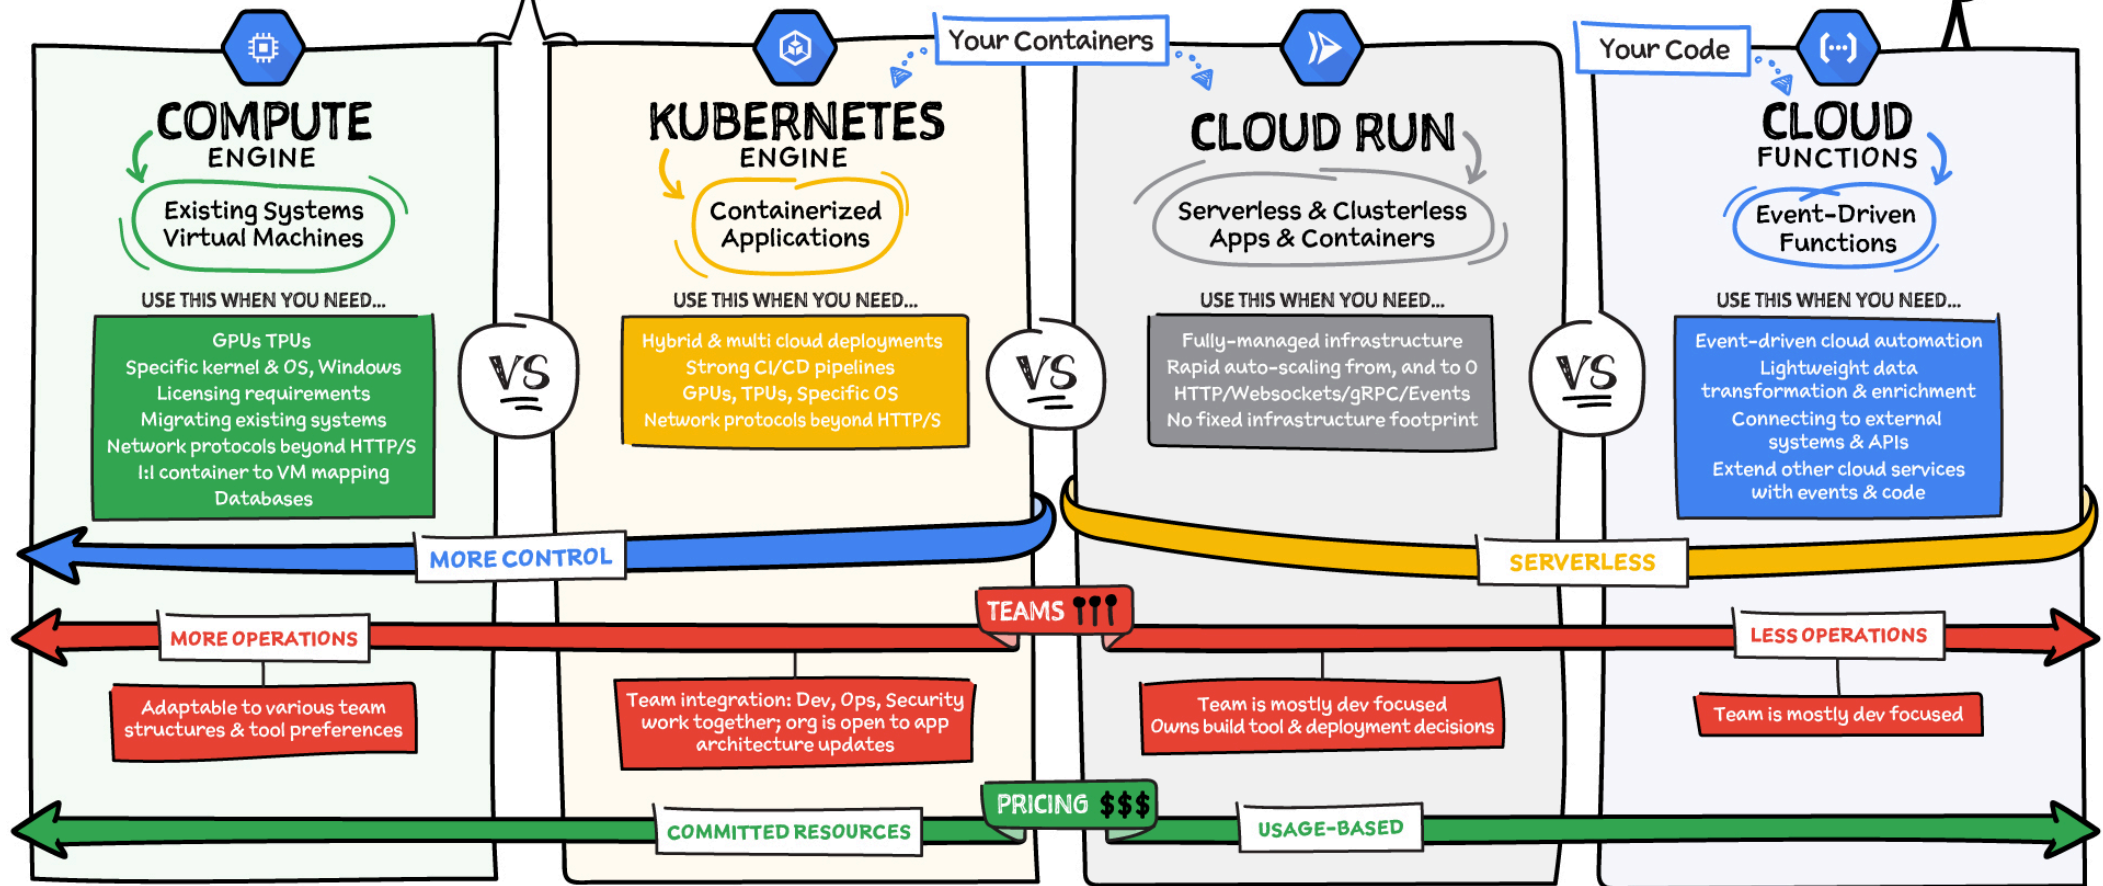 Your Containers
Your Code
COMPUTE
ENGINE
Existing Systems
Virtual Machines
USE THIS WHEN YOU NEED...
GPUs TPUs
Specific kernel & OS, Windows
Licensing requirements
Migrating existing systems
Network protocols beyond HTTP/S
1:1 container to VM mapping
Databases
VS
KUBERNETES
ENGINE
Containerized
Applications
USE THIS WHEN YOU NEED...
Hybrid & multi cloud deployments
Strong CI/CD pipelines
GPUs, TPUs, Specific OS
Network protocols beyond HTTP/S
VS
CLOUD RUN
Serverless & Clusterless
Apps & Containers
USE THIS WHEN YOU NEED...
Fully-managed infrastructure
Rapid auto-scaling from, and to 0
HTTP/Websockets/gRPC/Events
No fixed infrastructure footprint
VS
CLOUD
FUNCTIONS
Event-Driven
Functions
USE THIS WHEN YOU NEED...
Event-driven cloud automation
Lightweight data
transformation & enrichment
Connecting to external
systems & APIs
Extend other cloud services
with events & code
MORE CONTROL
SERVERLESS
TEAMS
MORE OPERATIONS
LESS OPERATIONS
Adaptable to various team
structures & tool preferences
Team integration: Dev, Ops, Security
work together; org is open to app
architecture updates
Team is mostly dev focused
Owns build tool & deployment decisions
Team is mostly dev focused
PRICING $$$
COMMITTED RESOURCES
USAGE-BASED